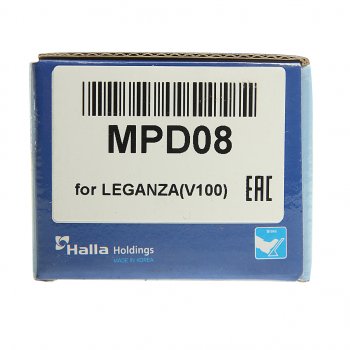 MPD08
for LEGANZA(V100)
EAC
Halla Holdings
MADE IN KOREA